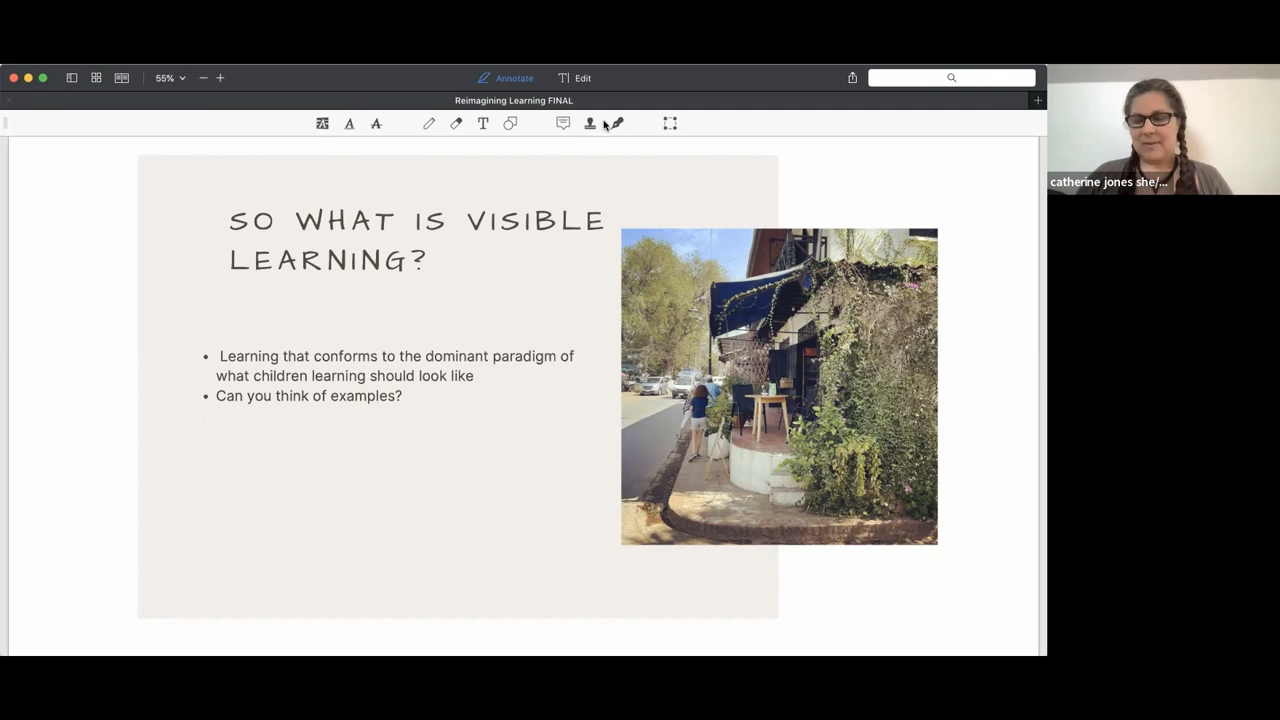 55%
Annotate
Edit
Reimagining Learning FINAL
SO WHAT IS VISIBLE
LEARNING?
• Learning that conforms to the dominant paradigm of
what children learning should look like
• Can you think of examples?
catherine jones she/...